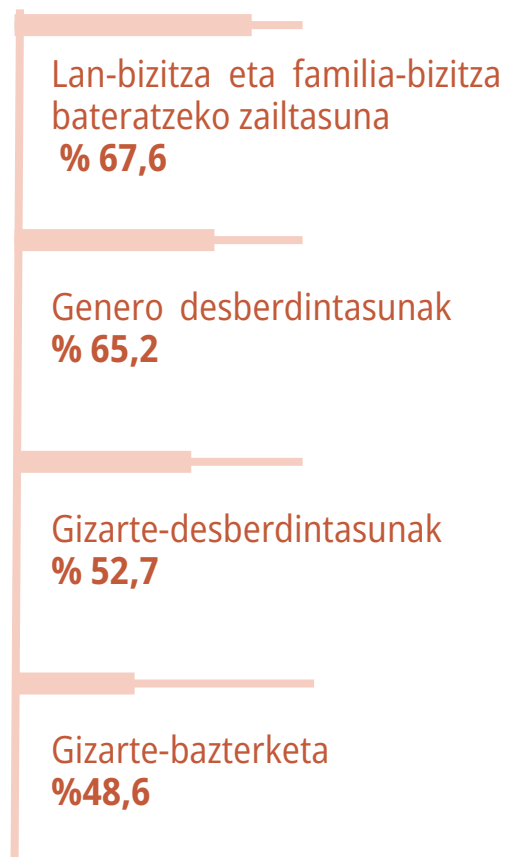 Lan-bizitza eta familia-bizitza
bateratzeko zailtasuna
% 67,6
Genero desberdintasunak
% 65,2
Gizarte-desberdintasunak
% 52,7
Gizarte-bazterketa
%48,6